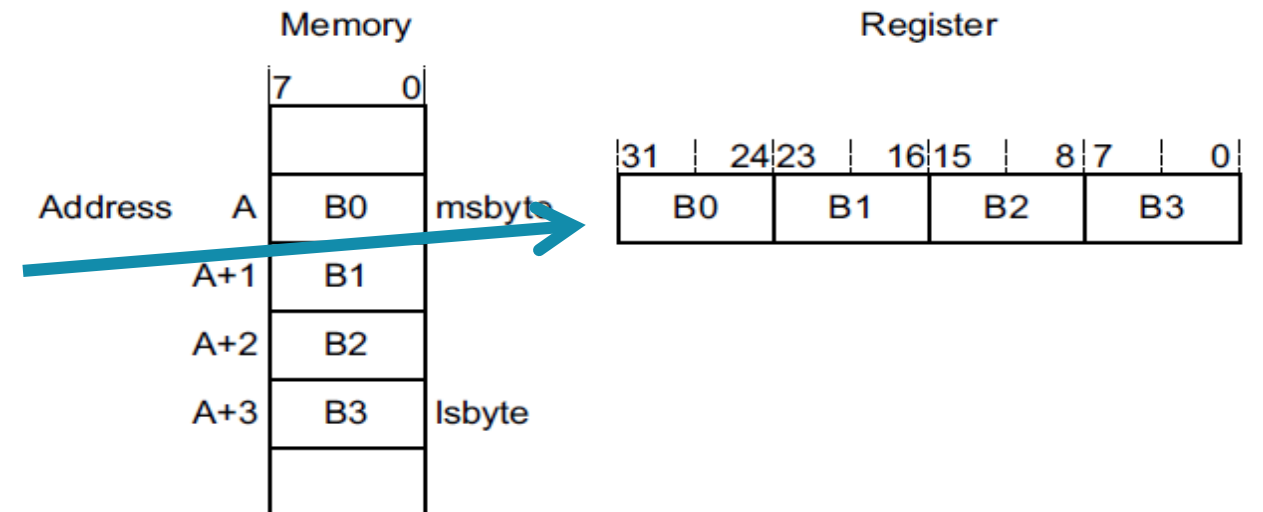 Memory Register
7 0
31 24 23 16 15 8 7 0
Address A B0 msbyte B0 B1 B2 B3
A+1 B1
A+2 B2
A+3 B3 lsbyte